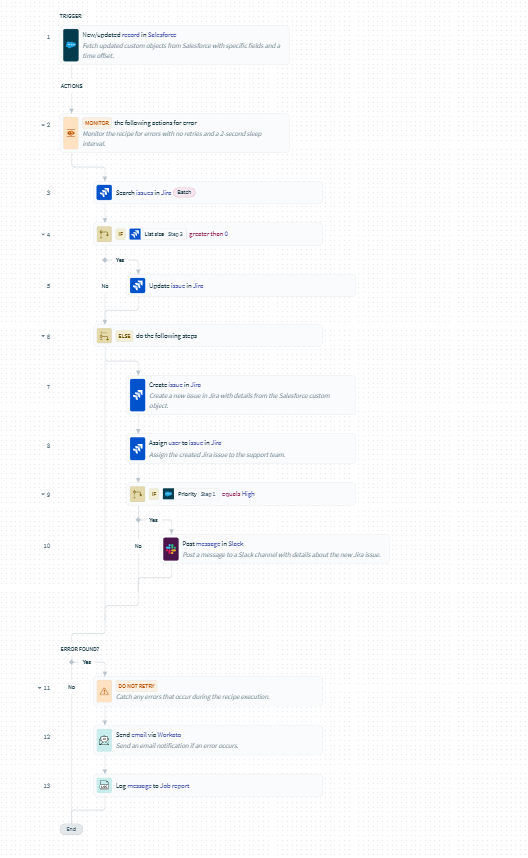 TRIGGER
1
New/updated record in Salesforce
Fetch updated custom objects from Salesforce with specific fields and a
time offset.
ACTIONS
2
MONITOR the following actions for error
Monitor the recipe for errors with no retries and a 2-second sleep
interval.
3
Search issues in Jira Batch
4
IF List size Step 3 greater than 0
Yes
5
No
Update issue in Jira
6
ELSE do the following steps
7
Create issue in Jira
Create a new issue in Jira with details from the Salesforce custom
object.
8
Assign user to issue in Jira
Assign the created Jira issue to the support team.
9
IF Priority Step 1 equals High
Yes
10
No
Post message in Slack
Post a message to a Slack channel with details about the new Jira issue.
ERROR FOUND?
Yes
11
No
DO NOT RETRY
Catch any errors that occur during the recipe execution.
12
Send email via Workato
Send an email notification if an error occurs.
13
Log message to Job report
End